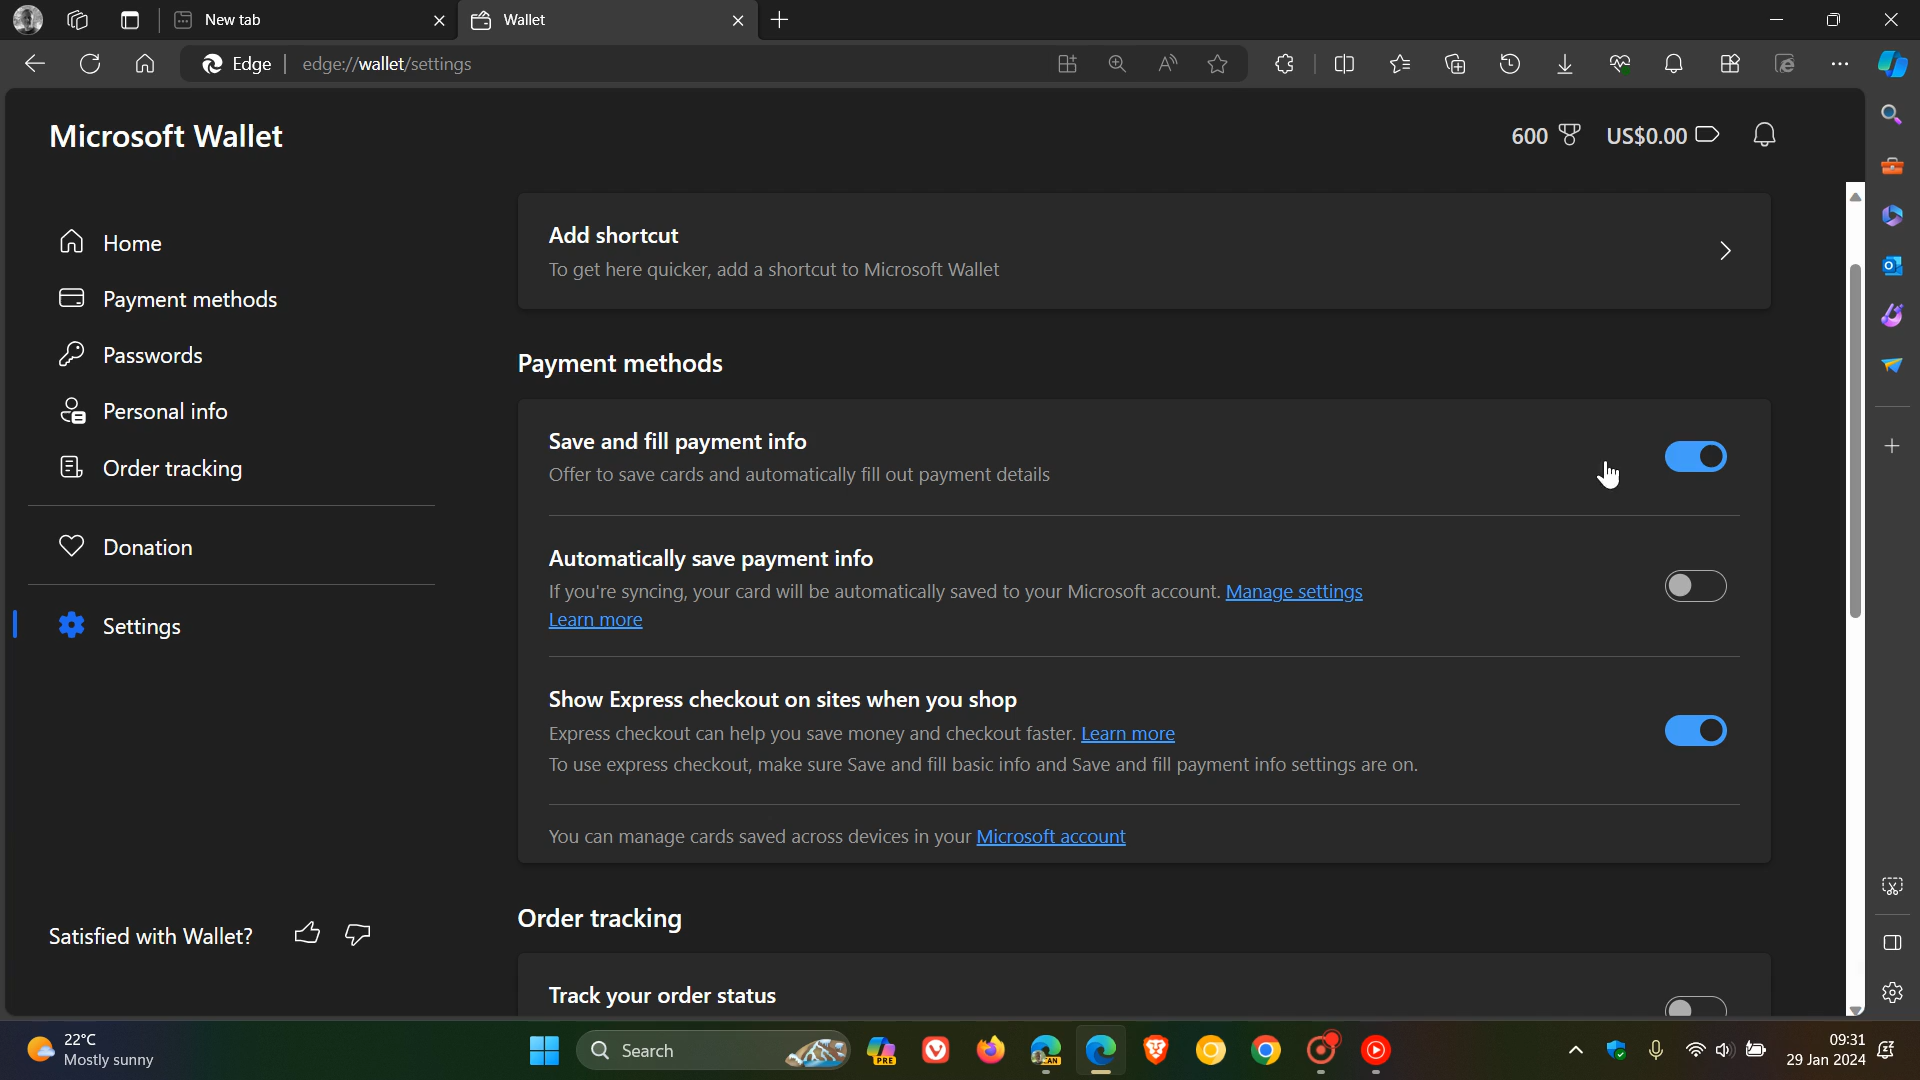 New tab
Wallet
Edge
edge://wallet/settings
Microsoft Wallet
600
US$0.00
Home
Payment methods
Passwords
Personal info
Order tracking
Donation
Settings
Satisfied with Wallet?
Add shortcut
To get here quicker, add a shortcut to Microsoft Wallet
Payment methods
Save and fill payment info
Offer to save cards and automatically fill out payment details
Automatically save payment info
If you're syncing, your card will be automatically saved to your Microsoft account. Manage settings
Learn more
Show Express checkout on sites when you shop
Express checkout can help you save money and checkout faster. Learn more
To use express checkout, make sure Save and fill basic info and Save and fill payment info settings are on.
You can manage cards saved across devices in your Microsoft account
Order tracking
Track your order status
22°C
Mostly sunny
Search
PRE
CAN
09:31
29 Jan 2024